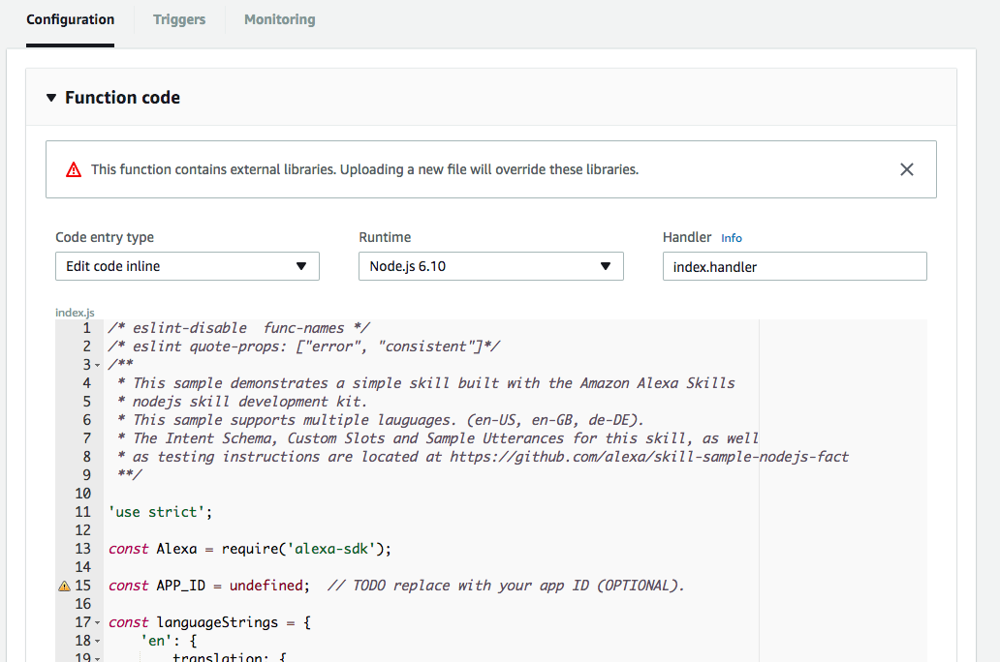 Configuration Triggers Monitoring
Function code
This function contains external libraries. Uploading a new file will override these libraries.
Code entry type Runtime Handler Info
Edit code inline Node.js 6.10 index.handler
index.js
1 /* eslint-disable  func-names */
2 /* eslint quote-props: ["error", "consistent"]*/
3 /**
4  * This sample demonstrates a simple skill built with the Amazon Alexa Skills
5  * nodejs skill development kit.
6  * This sample supports multiple lauguages. (en-US, en-GB, de-DE).
7  * The Intent Schema, Custom Slots and Sample Utterances for this skill, as well
8  * as testing instructions are located at https://github.com/alexa/skill-sample-nodejs-fact
9  **/
10
11 'use strict';
12
13 const Alexa = require('alexa-sdk');
14
15 const APP_ID = undefined;  // TODO replace with your app ID (OPTIONAL).
16
17 const languageStrings = {
18     'en': {
19         translation: {